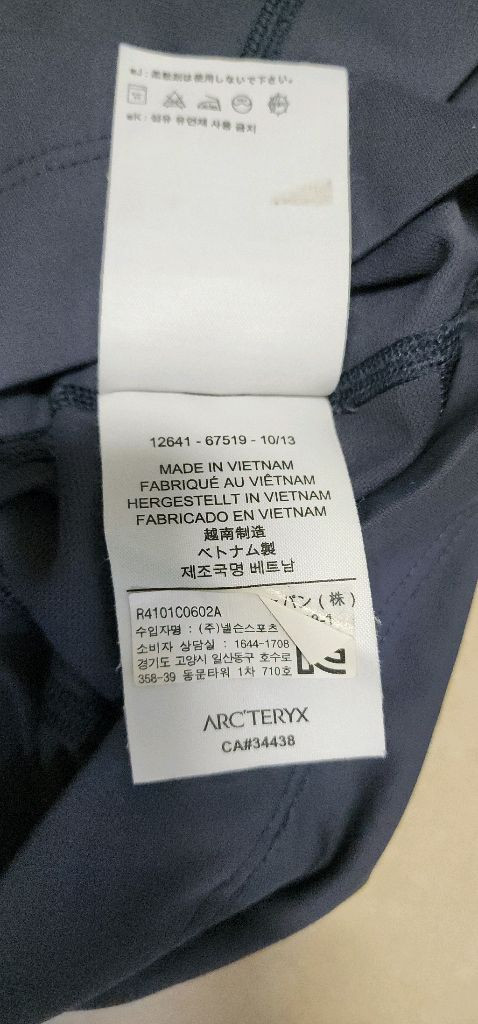 *J : 柔軟剤は使用しないで下さい。
*K : 섬유 유연제 사용 금지
12641 - 67519 - 10/13
MADE IN VIETNAM
FABRIQUÉ AU VIÊTNAM
HERGESTELLT IN VIETNAM
FABRICADO EN VIETNAM
越南制造
ベトナム製
제조국명 베트남
パン (株)
R4101C0602A
수입자명 : (주)넬슨스포츠
소비자 상담실 : 1644-1708
경기도 고양시 일산동구 호수로
358-39 동문타워 1차 710호
ARC'TERYX
CA#34438